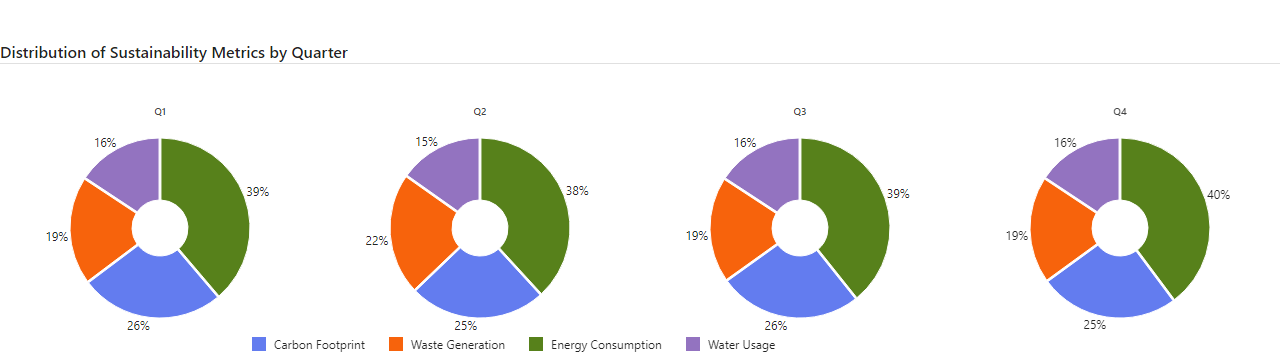 Distribution of Sustainability Metrics by Quarter
Q1
Q2
Q3
Q4
16%
39%
19%
26%
15%
38%
22%
25%
16%
39%
19%
26%
16%
40%
19%
25%
Carbon Footprint
Waste Generation
Energy Consumption
Water Usage